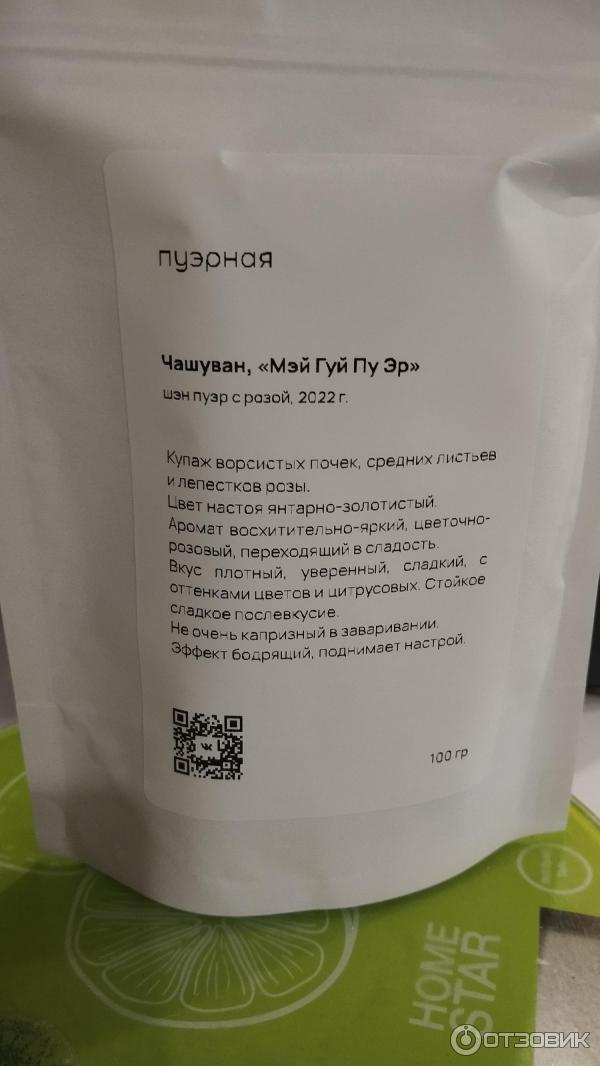 пуэрная
Чашуван, «Мэй Гуй Пу Эр»
шэн пуэр с розой, 2022 г.
Купаж ворсистых почек, средних листьев
и лепестков розы.
Цвет настоя янтарно-золотистый.
Аромат восхитительно-яркий, цветочно-
розовый, переходящий в сладость.
Вкус плотный, уверенный, сладкий, с
оттенками цветов и цитрусовых. Стойкое
сладкое послевкусие.
Не очень капризный в заваривании.
Эффект бодрящий, поднимает настрой.
100 гр
HOME
STAR
ОТЗОВИК